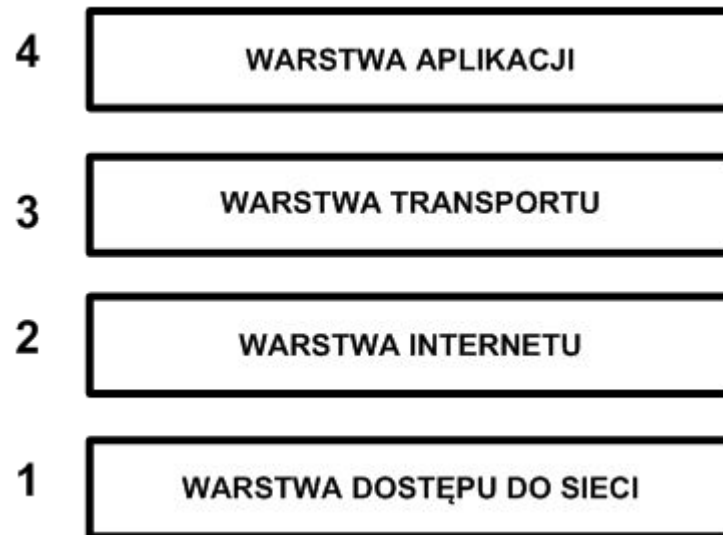 4 WARSTWA APLIKACJI
3 WARSTWA TRANSPORTU
2 WARSTWA INTERNETU
1 WARSTWA DOSTĘPU DO SIECI